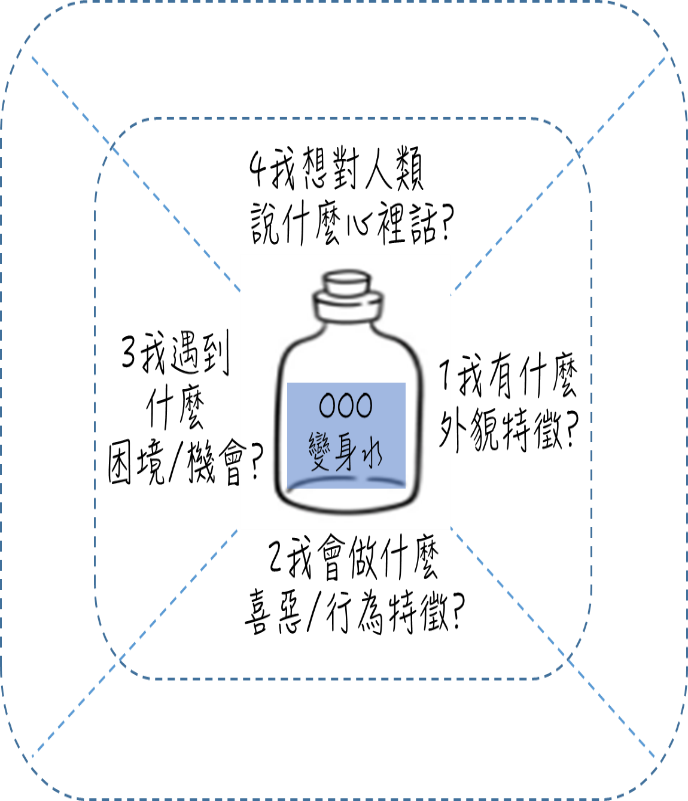 4我想對人類
說什麼心裡話?
3我遇到
什麼
困境/機會?
OOO
變身水
1我有什麼
外貌特徵?
2我會做什麼
喜惡/行為特徵?